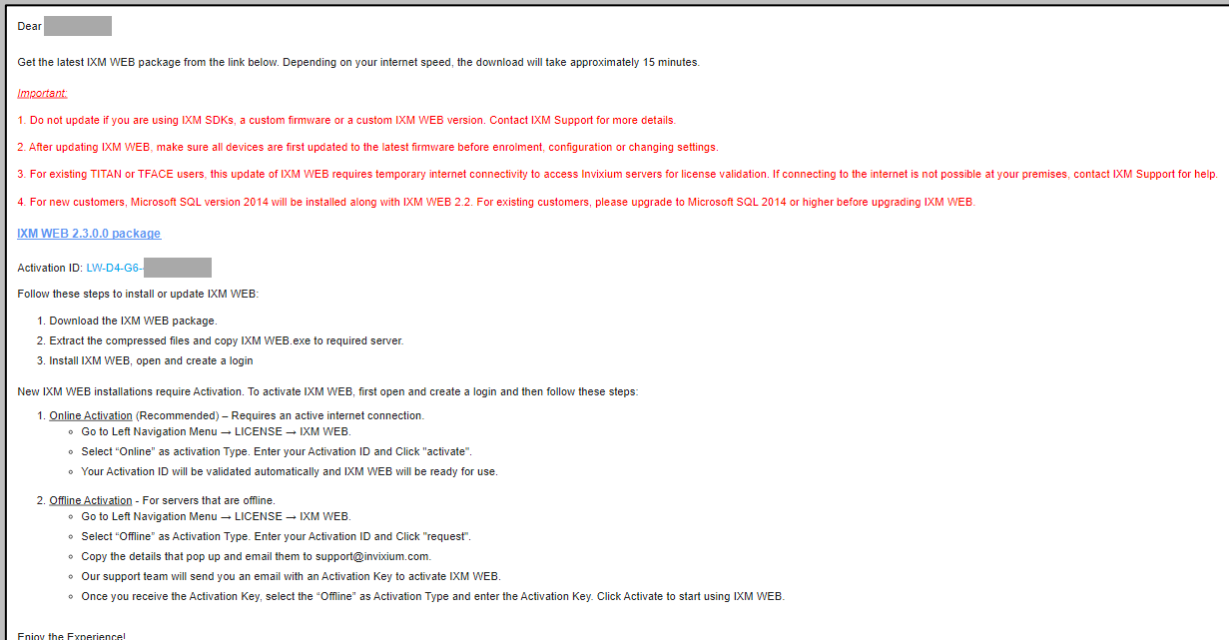 Dear
Get the latest IXM WEB package from the link below. Depending on your internet speed, the download will take approximately 15 minutes.
Important:
1. Do not update if you are using IXM SDKs, a custom firmware or a custom IXM WEB version. Contact IXM Support for more details.
2. After updating IXM WEB, make sure all devices are first updated to the latest firmware before enrolment, configuration or changing settings.
3. For existing TITAN or TFACE users, this update of IXM WEB requires temporary internet connectivity to access Invixium servers for license validation. If connecting to the internet is not possible at your premises, contact IXM Support for help.
4. For new customers, Microsoft SQL version 2014 will be installed along with IXM WEB 2.2. For existing customers, please upgrade to Microsoft SQL 2014 or higher before upgrading IXM WEB.
IXM WEB 2.3.0.0 package
Activation ID: LW-D4-G6-
Follow these steps to install or update IXM WEB:
1. Download the IXM WEB package.
2. Extract the compressed files and copy IXM WEB.exe to required server.
3. Install IXM WEB, open and create a login
New IXM WEB installations require Activation. To activate IXM WEB, first open and create a login and then follow these steps:
1. Online Activation (Recommended) – Requires an active internet connection.
◦ Go to Left Navigation Menu → LICENSE → IXM WEB.
◦ Select “Online” as activation Type. Enter your Activation ID and Click "activate".
◦ Your Activation ID will be validated automatically and IXM WEB will be ready for use.
2. Offline Activation - For servers that are offline.
◦ Go to Left Navigation Menu → LICENSE → IXM WEB.
◦ Select “Offline” as Activation Type. Enter your Activation ID and Click "request".
◦ Copy the details that pop up and email them to support@invixium.com.
◦ Our support team will send you an email with an Activation Key to activate IXM WEB.
◦ Once you receive the Activation Key, select the “Offline” as Activation Type and enter the Activation Key. Click Activate to start using IXM WEB.
Enjoy the Experience!